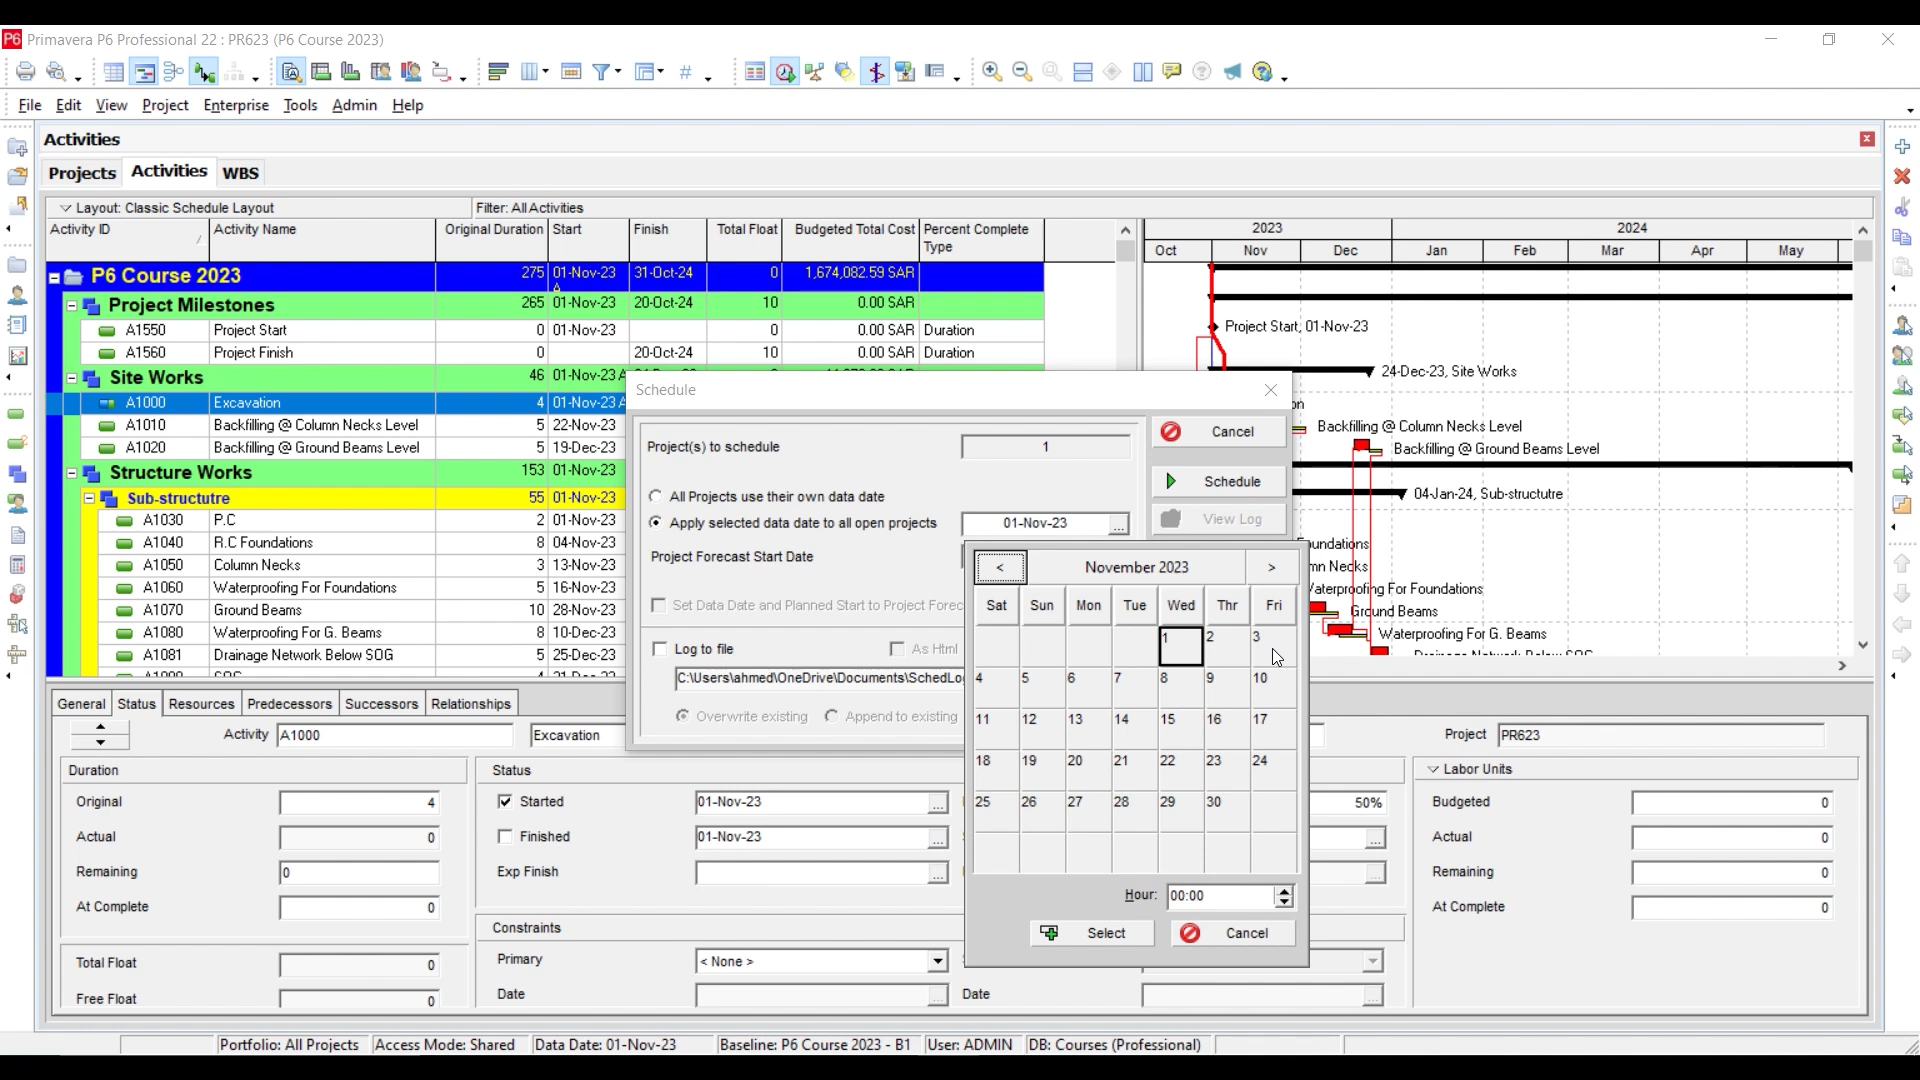 P6 Primavera P6 Professional 22 : PR623 (P6 Course 2023)
File Edit View Project Enterprise Tools Admin Help
Activities
Projects Activities WBS
Layout: Classic Schedule Layout Filter: All Activities
Activity ID Activity Name Original Duration Start Finish Total Float Budgeted Total Cost Percent Complete Type
2023 2024
Oct Nov Dec Jan Feb Mar Apr May
P6 Course 2023 275 01-Nov-23 31-Oct-24 0 1,674,082.59 SAR
Project Milestones 265 01-Nov-23 20-Oct-24 10 0.00 SAR
A1550 Project Start 0 01-Nov-23 0 0.00 SAR Duration
Project Start, 01-Nov-23
A1560 Project Finish 0 20-Oct-24 10 0.00 SAR Duration
Site Works 46 01-Nov-23 A
24-Dec-23, Site Works
A1000 Excavation 4 01-Nov-23 A
A1010 Backfilling @ Column Necks Level 5 22-Nov-23
Backfilling @ Column Necks Level
A1020 Backfilling @ Ground Beams Level 5 19-Dec-23
Backfilling @ Ground Beams Level
Structure Works 153 01-Nov-23
Sub-structutre 55 01-Nov-23
04-Jan-24, Sub-structutre
A1030 P.C 2 01-Nov-23
A1040 R.C Foundations 8 04-Nov-23
A1050 Column Necks 3 13-Nov-23
A1060 Waterproofing For Foundations 5 16-Nov-23
Waterproofing For Foundations
A1070 Ground Beams 10 28-Nov-23
Ground Beams
A1080 Waterproofing For G. Beams 8 10-Dec-23
Waterproofing For G. Beams
A1081 Drainage Network Below SOG 5 25-Dec-23
Drainage Network Below SOG
Schedule
Project(s) to schedule 1
Cancel
All Projects use their own data date
Schedule
Apply selected data date to all open projects 01-Nov-23 ...
View Log
Project Forecast Start Date
Set Data Date and Planned Start to Project Forec
Log to file As Html
C:\Users\ahmed\OneDrive\Documents\SchedLog
Overwrite existing Append to existing
< November 2023 >
Sat Sun Mon Tue Wed Thr Fri
1 2 3
4 5 6 7 8 9 10
11 12 13 14 15 16 17
18 19 20 21 22 23 24
25 26 27 28 29 30
Hour: 00:00
Select Cancel
General Status Resources Predecessors Successors Relationships
Activity A1000 Excavation Project PR623
Duration Status Labor Units
Original 4 Started 01-Nov-23 ... 50% Budgeted 0
Actual 0 Finished 01-Nov-23 ... ... Actual 0
Remaining 0 Exp Finish ... ... Remaining 0
At Complete 0 At Complete 0
Constraints
Total Float 0 Primary < None >
Free Float 0 Date ... Date ...
Portfolio: All Projects Access Mode: Shared Data Date: 01-Nov-23 Baseline: P6 Course 2023 - B1 User: ADMIN DB: Courses (Professional)